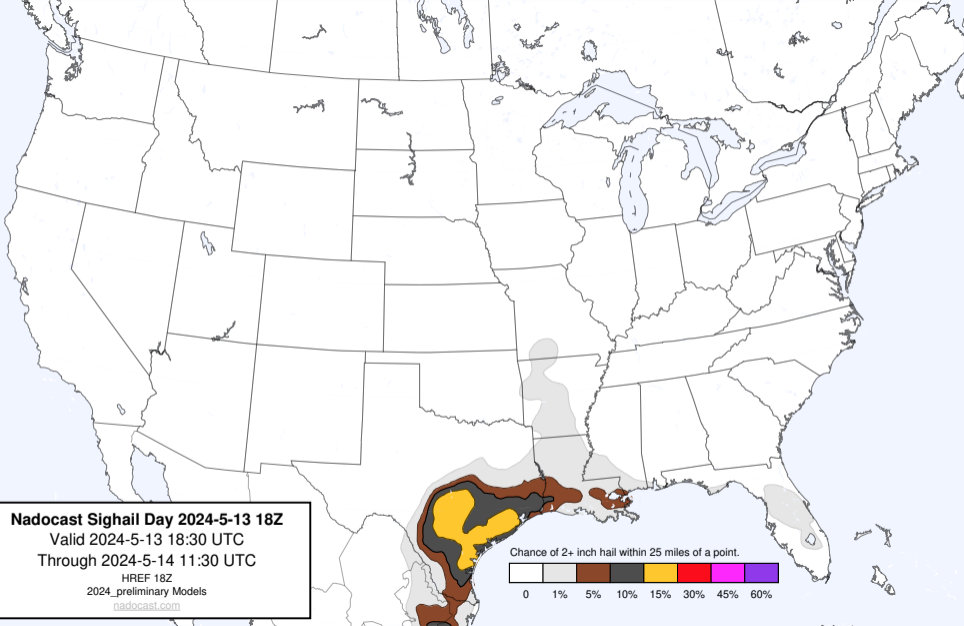 Nadocast Sighail Day 2024-5-13 18Z
Valid 2024-5-13 18:30 UTC
Through 2024-5-14 11:30 UTC
HREF 18Z
2024_preliminary Models
nadocast.com
Chance of 2+ inch hail within 25 miles of a point.
0 1% 5% 10% 15% 30% 45% 60%